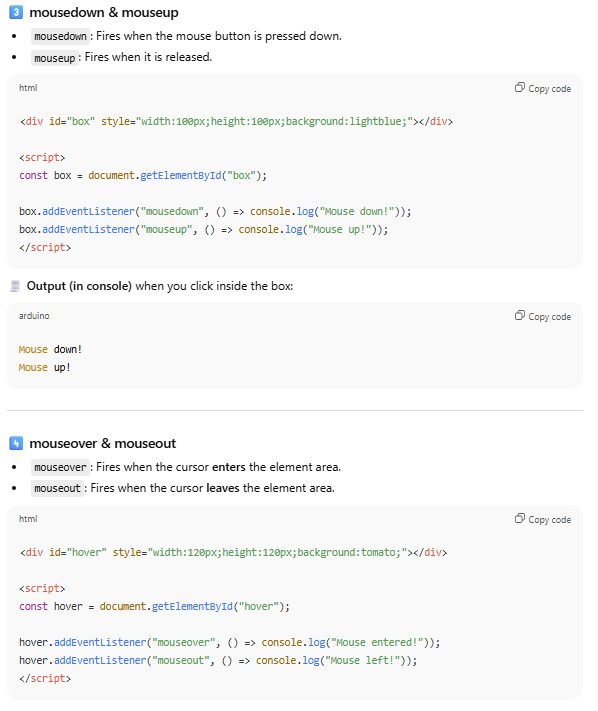 3 mousedown & mouseup
• mousedown: Fires when the mouse button is pressed down.
• mouseup: Fires when it is released.
html
Copy code
<div id="box" style="width:100px;height:100px;background:lightblue;"></div>
<script>
const box = document.getElementById("box");
box.addEventListener("mousedown", () => console.log("Mouse down!"));
box.addEventListener("mouseup", () => console.log("Mouse up!"));
</script>
Output (in console) when you click inside the box:
arduino
Copy code
Mouse down!
Mouse up!
4 mouseover & mouseout
• mouseover: Fires when the cursor enters the element area.
• mouseout: Fires when the cursor leaves the element area.
html
Copy code
<div id="hover" style="width:120px;height:120px;background:tomato;"></div>
<script>
const hover = document.getElementById("hover");
hover.addEventListener("mouseover", () => console.log("Mouse entered!"));
hover.addEventListener("mouseout", () => console.log("Mouse left!"));
</script>